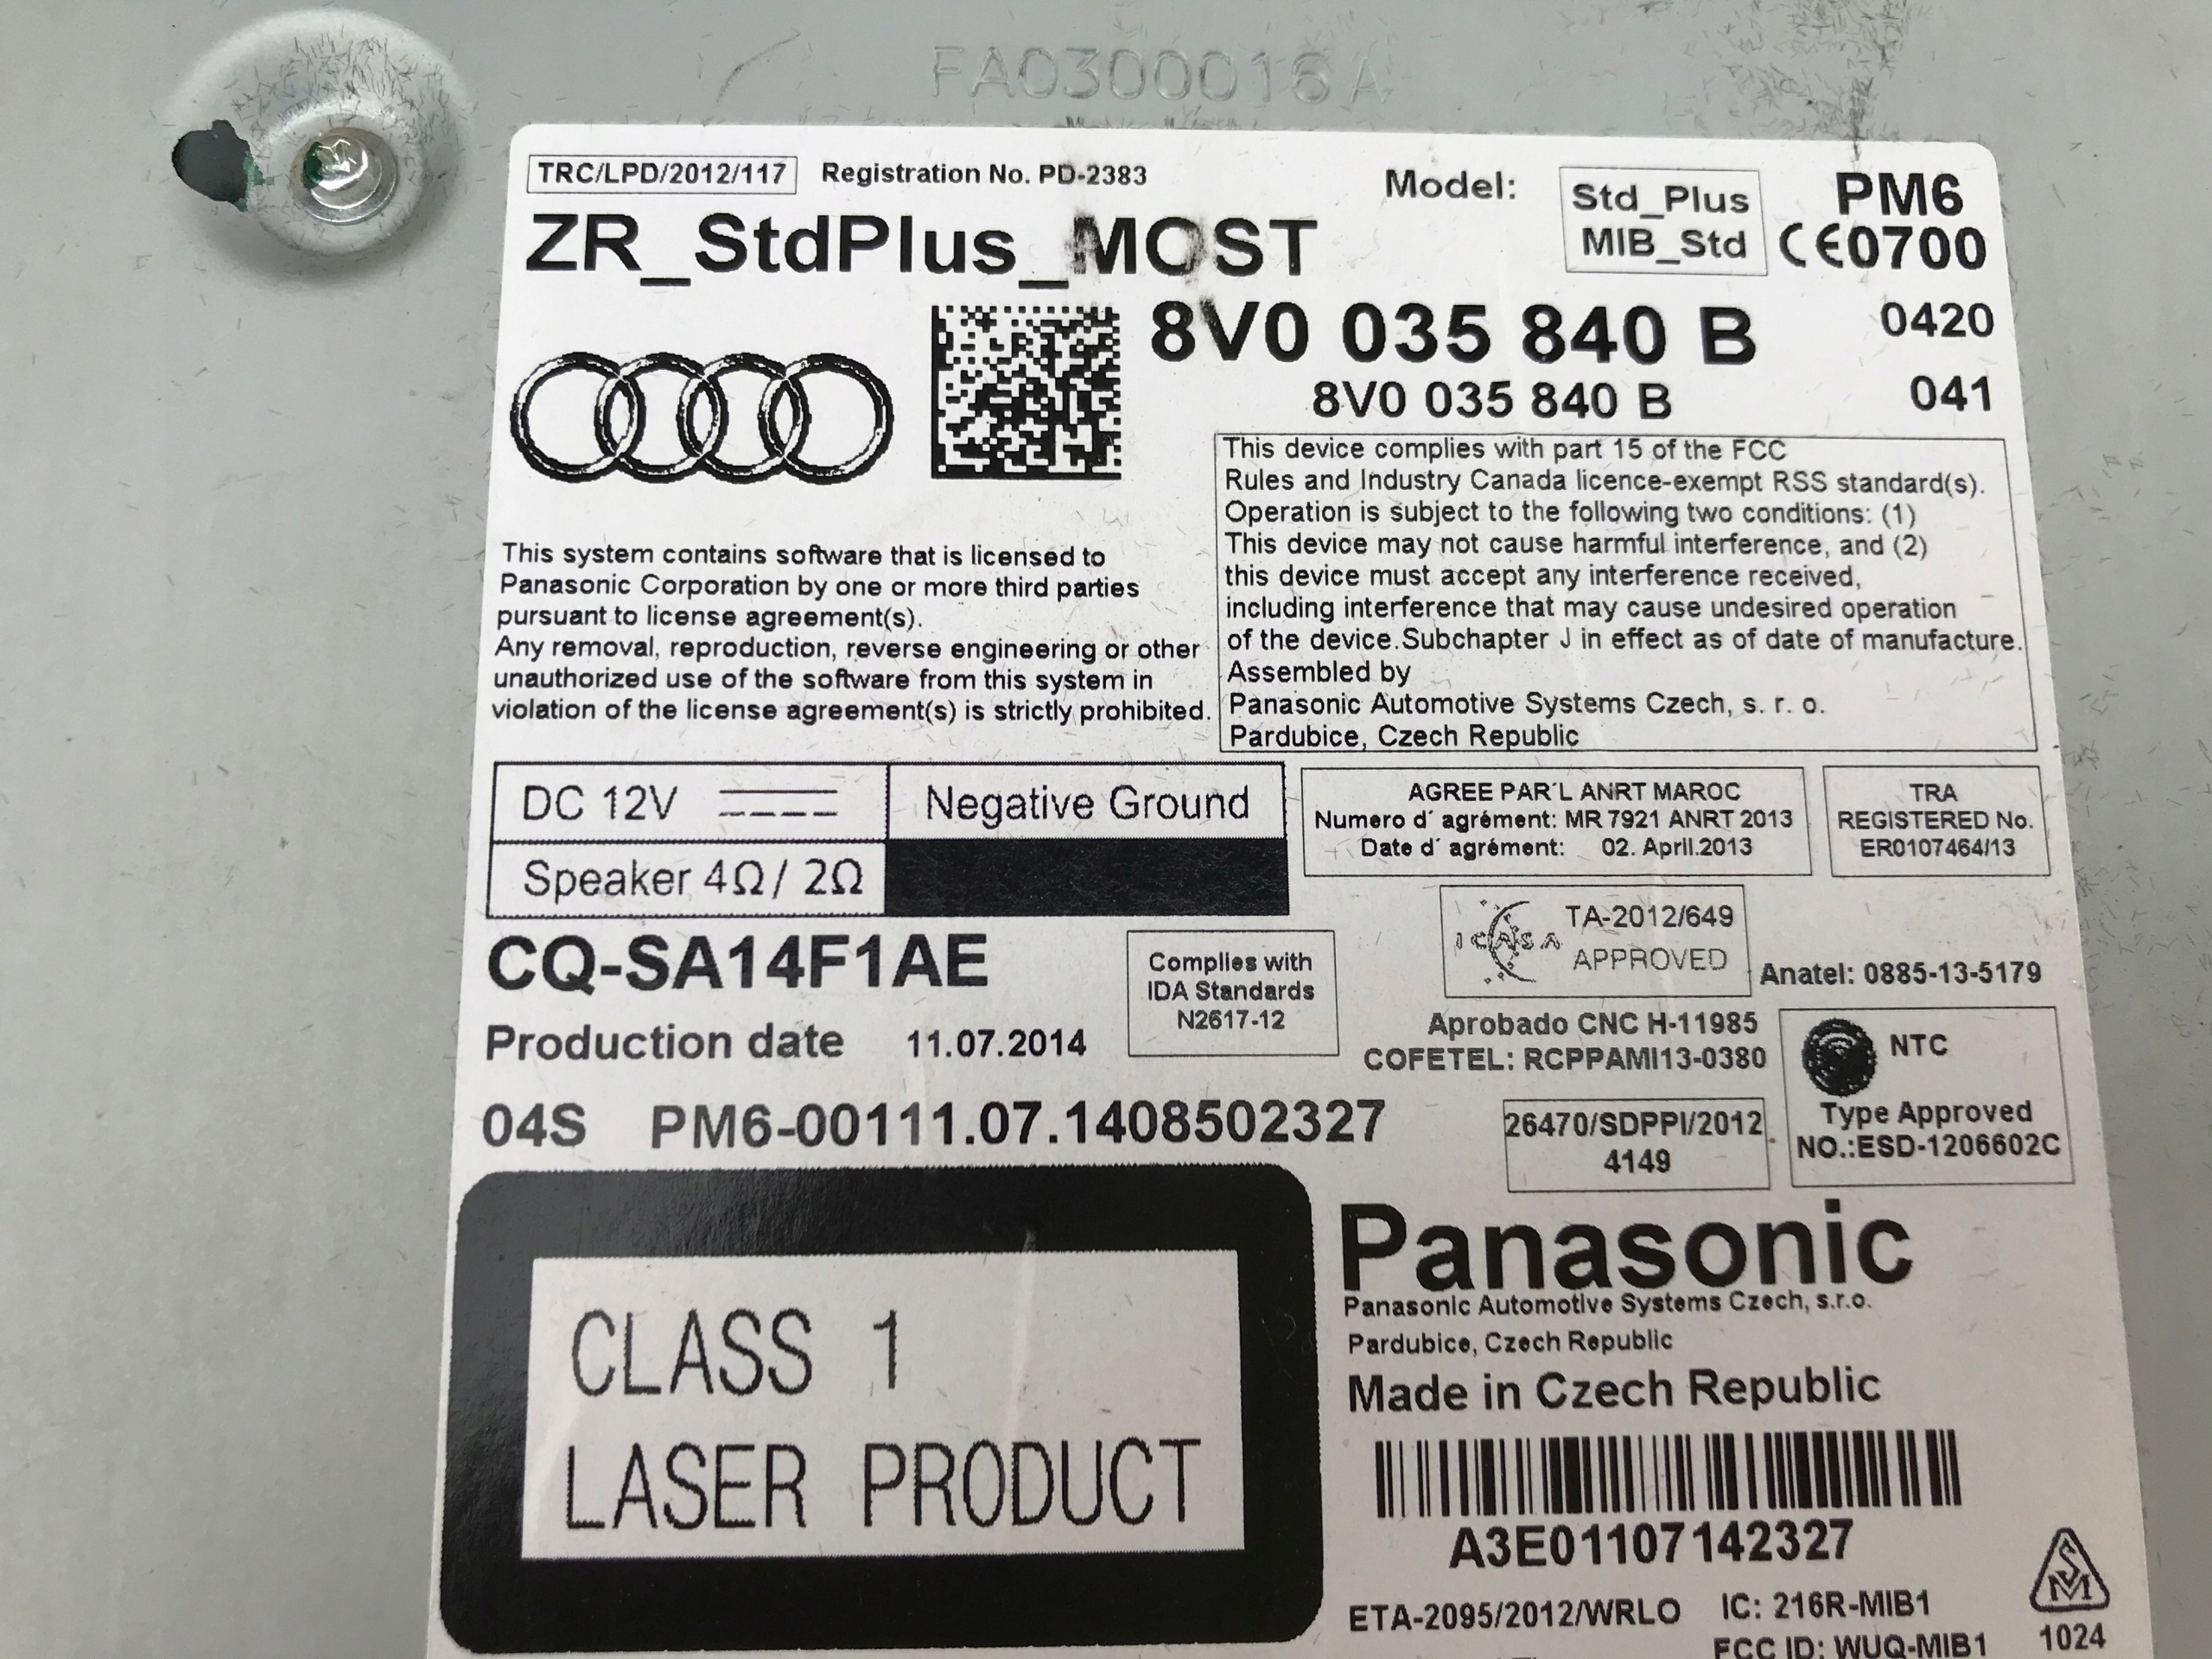 FA0300016A
TRC/LPD/2012/117 Registration No. PD-2383
Model: Std_Plus MIB_Std
PM6
CE0700
ZR_StdPlus_MOST
8V0 035 840 B 0420
8V0 035 840 B 041
This system contains software that is licensed to
Panasonic Corporation by one or more third parties
pursuant to license agreement(s).
Any removal, reproduction, reverse engineering or other
unauthorized use of the software from this system in
violation of the license agreement(s) is strictly prohibited.
This device complies with part 15 of the FCC
Rules and Industry Canada licence-exempt RSS standard(s).
Operation is subject to the following two conditions: (1)
This device may not cause harmful interference, and (2)
this device must accept any interference received,
including interference that may cause undesired operation
of the device.Subchapter J in effect as of date of manufacture.
Assembled by
Panasonic Automotive Systems Czech, s. r. o.
Pardubice, Czech Republic
DC 12V Negative Ground
Speaker 4Ω/ 2Ω
AGREE PAR´L ANRT MAROC
Numero d´ agrément: MR 7921 ANRT 2013
Date d´ agrément: 02. April.2013
TRA
REGISTERED No.
ER0107464/13
CQ-SA14F1AE
Complies with
IDA Standards
N2617-12
ICASA TA-2012/649
APPROVED
Anatel: 0885-13-5179
Production date 11.07.2014
Aprobado CNC H-11985
COFETEL: RCPPAMI13-0380
NTC
Type Approved
NO.:ESD-1206602C
04S PM6-00111.07.1408502327
26470/SDPPI/2012
4149
CLASS 1
LASER PRODUCT
Panasonic
Panasonic Automotive Systems Czech, s.r.o.
Pardubice, Czech Republic
Made in Czech Republic
A3E01107142327
ETA-2095/2012/WRLO IC: 216R-MIB1
FCC ID: WUQ-MIB1
SM
1024